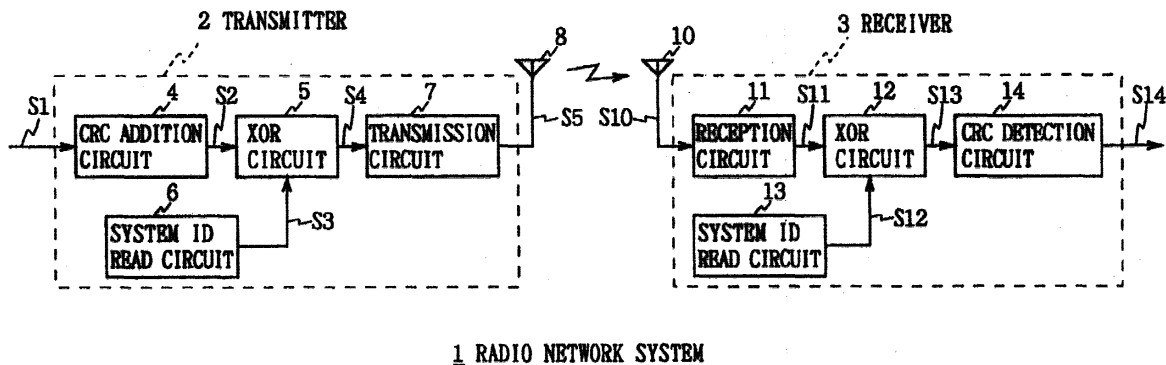 2 TRANSMITTER
8
10
3 RECEIVER
S1
4
S2
5
S4
7
S5
S10
11
S11
12
S13
14
S14
CRC ADDITION
CIRCUIT
XOR
CIRCUIT
TRANSMISSION
CIRCUIT
RECEPTION
CIRCUIT
XOR
CIRCUIT
CRC DETECTION
CIRCUIT
6
S3
13
S12
SYSTEM ID
READ CIRCUIT
SYSTEM ID
READ CIRCUIT
1 RADIO NETWORK SYSTEM